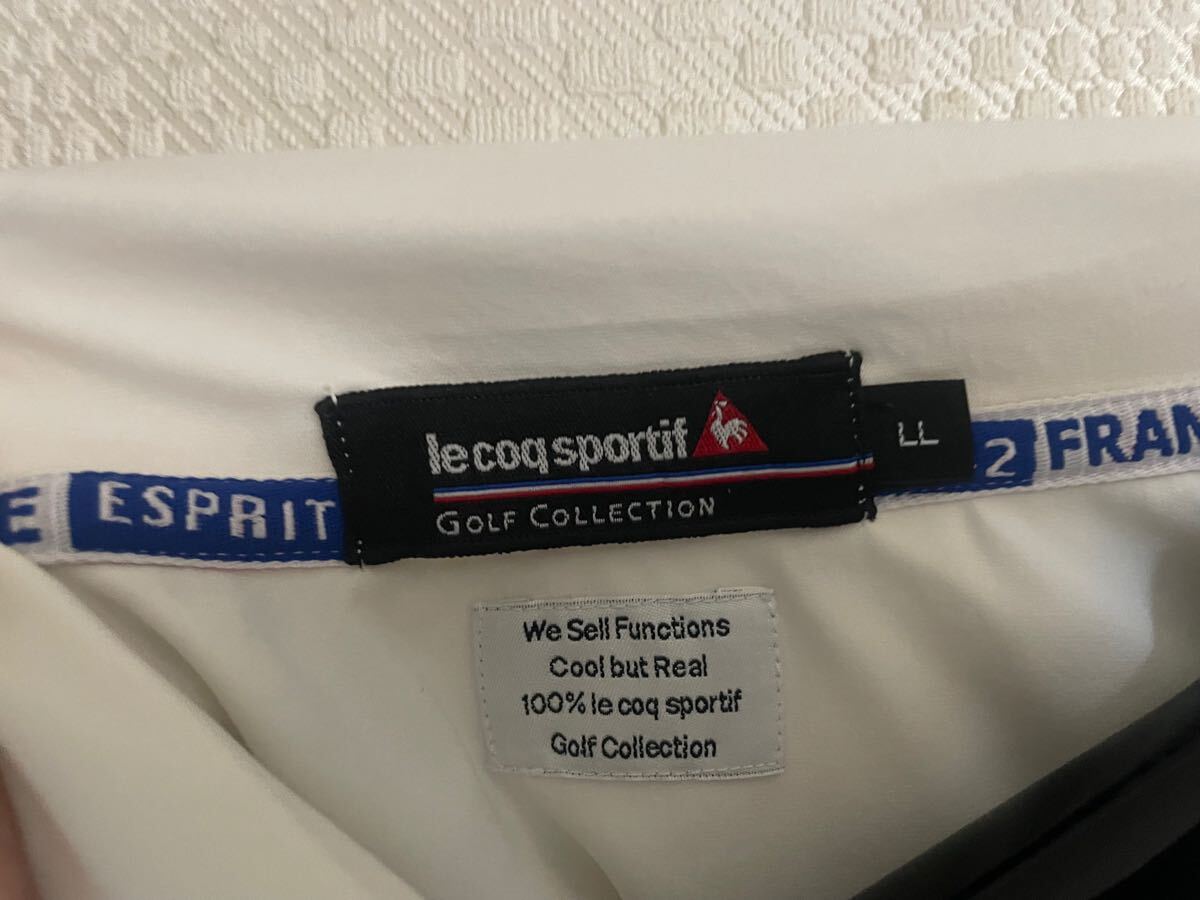 le coq sportif
GOLF COLLECTION
LL
E ESPRIT
2 FRAN
We Sell Functions
Cool but Real
100% le coq sportif
Golf Collection